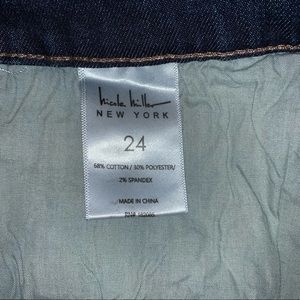 nicole miller
NEW YORK
24
68% COTTON / 30% POLYESTER/
2% SPANDEX
MADE IN CHINA